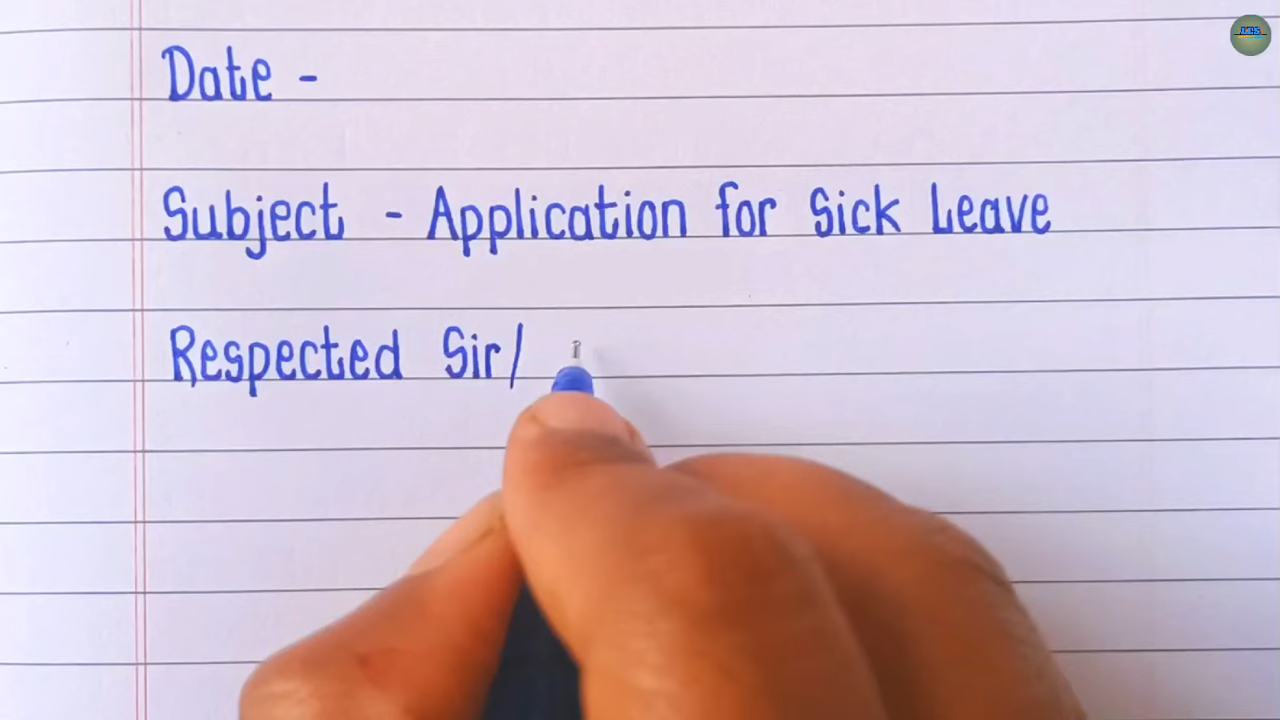 Date -
Subject - Application for Sick Leave
Respected Sir/